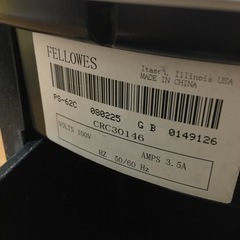 FELLOWES
Itasca, Illinois USA
MADE IN CHINA
PS-62C 080225 G B 0149126
CRC30146
VOLTS 100V AMPS 3.5A
HZ 50/60 Hz